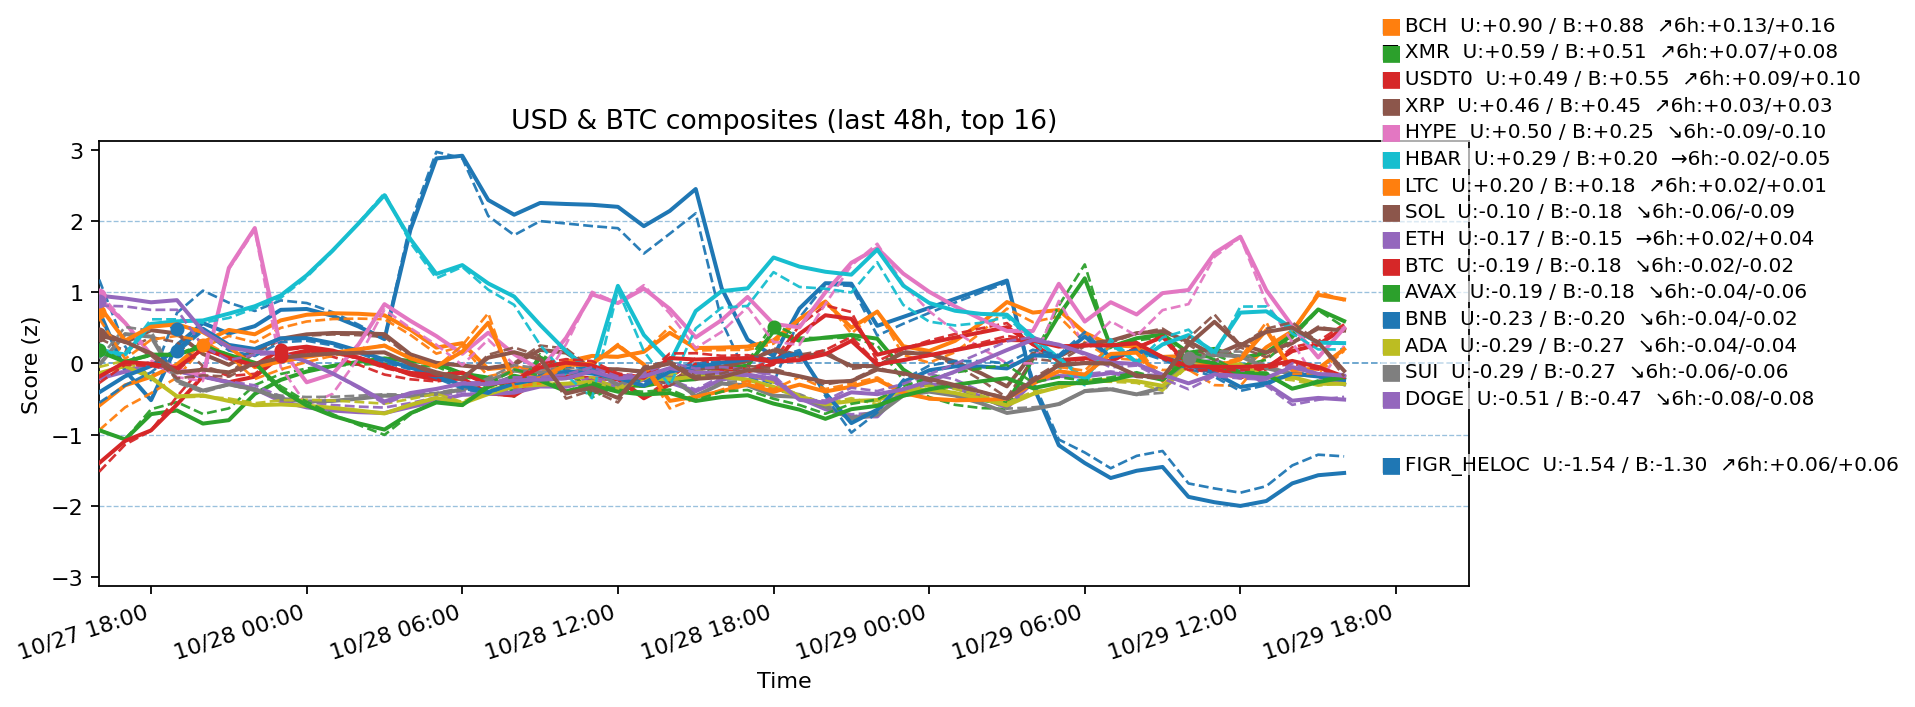 BCH  U:+0.90 / B:+0.88  ↗6h:+0.13/+0.16
XMR  U:+0.59 / B:+0.51  ↗6h:+0.07/+0.08
USDT0  U:+0.49 / B:+0.55  ↗6h:+0.09/+0.10
XRP  U:+0.46 / B:+0.45  ↗6h:+0.03/+0.03
HYPE  U:+0.50 / B:+0.25  ↘6h:-0.09/-0.10
HBAR  U:+0.29 / B:+0.20  →6h:-0.02/-0.05
LTC  U:+0.20 / B:+0.18  ↗6h:+0.02/+0.01
SOL  U:-0.10 / B:-0.18  ↘6h:-0.06/-0.09
ETH  U:-0.17 / B:-0.15  →6h:+0.02/+0.04
BTC  U:-0.19 / B:-0.18  ↘6h:-0.02/-0.02
AVAX  U:-0.19 / B:-0.18  ↘6h:-0.04/-0.06
BNB  U:-0.23 / B:-0.20  ↘6h:-0.04/-0.02
ADA  U:-0.29 / B:-0.27  ↘6h:-0.04/-0.04
SUI  U:-0.29 / B:-0.27  ↘6h:-0.06/-0.06
DOGE  U:-0.51 / B:-0.47  ↘6h:-0.08/-0.08
FIGR_HELOC  U:-1.54 / B:-1.30  ↗6h:+0.06/+0.06
USD & BTC composites (last 48h, top 16)
Score (z)
3
2
1
0
−1
−2
−3
10/27 18:00
10/28 00:00
10/28 06:00
10/28 12:00
10/28 18:00
10/29 00:00
10/29 06:00
10/29 12:00
10/29 18:00
Time